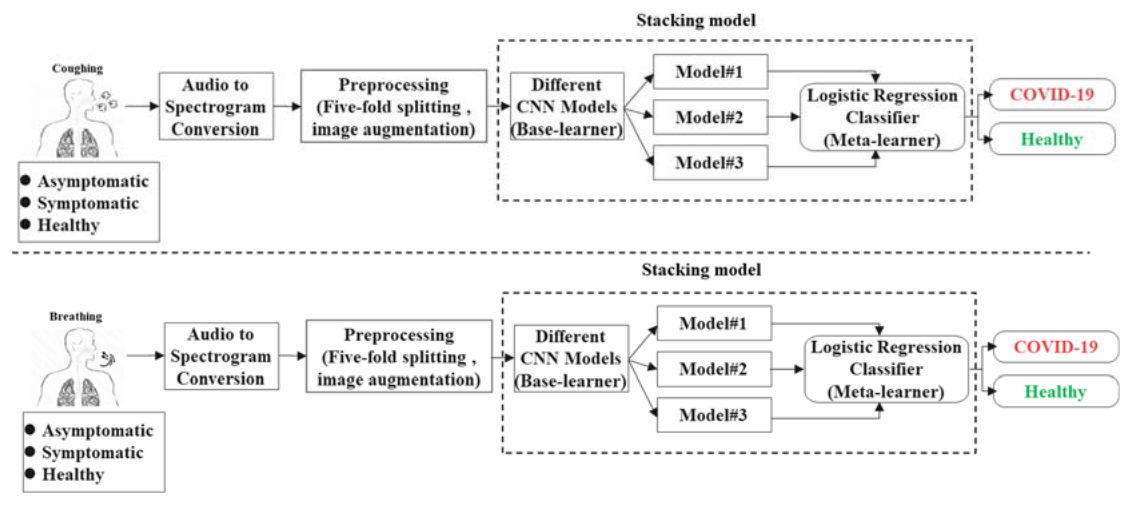 Stacking model
Coughing
Audio to
Spectrogram
Conversion
Preprocessing
(Five-fold splitting ,
image augmentation)
Different
CNN Models
(Base-learner)
Model#1
Model#2
Model#3
Logistic Regression
Classifier
(Meta-learner)
COVID-19
Healthy
● Asymptomatic
● Symptomatic
● Healthy
Stacking model
Breathing
Audio to
Spectrogram
Conversion
Preprocessing
(Five-fold splitting ,
image augmentation)
Different
CNN Models
(Base-learner)
Model#1
Model#2
Model#3
Logistic Regression
Classifier
(Meta-learner)
COVID-19
Healthy
● Asymptomatic
● Symptomatic
● Healthy